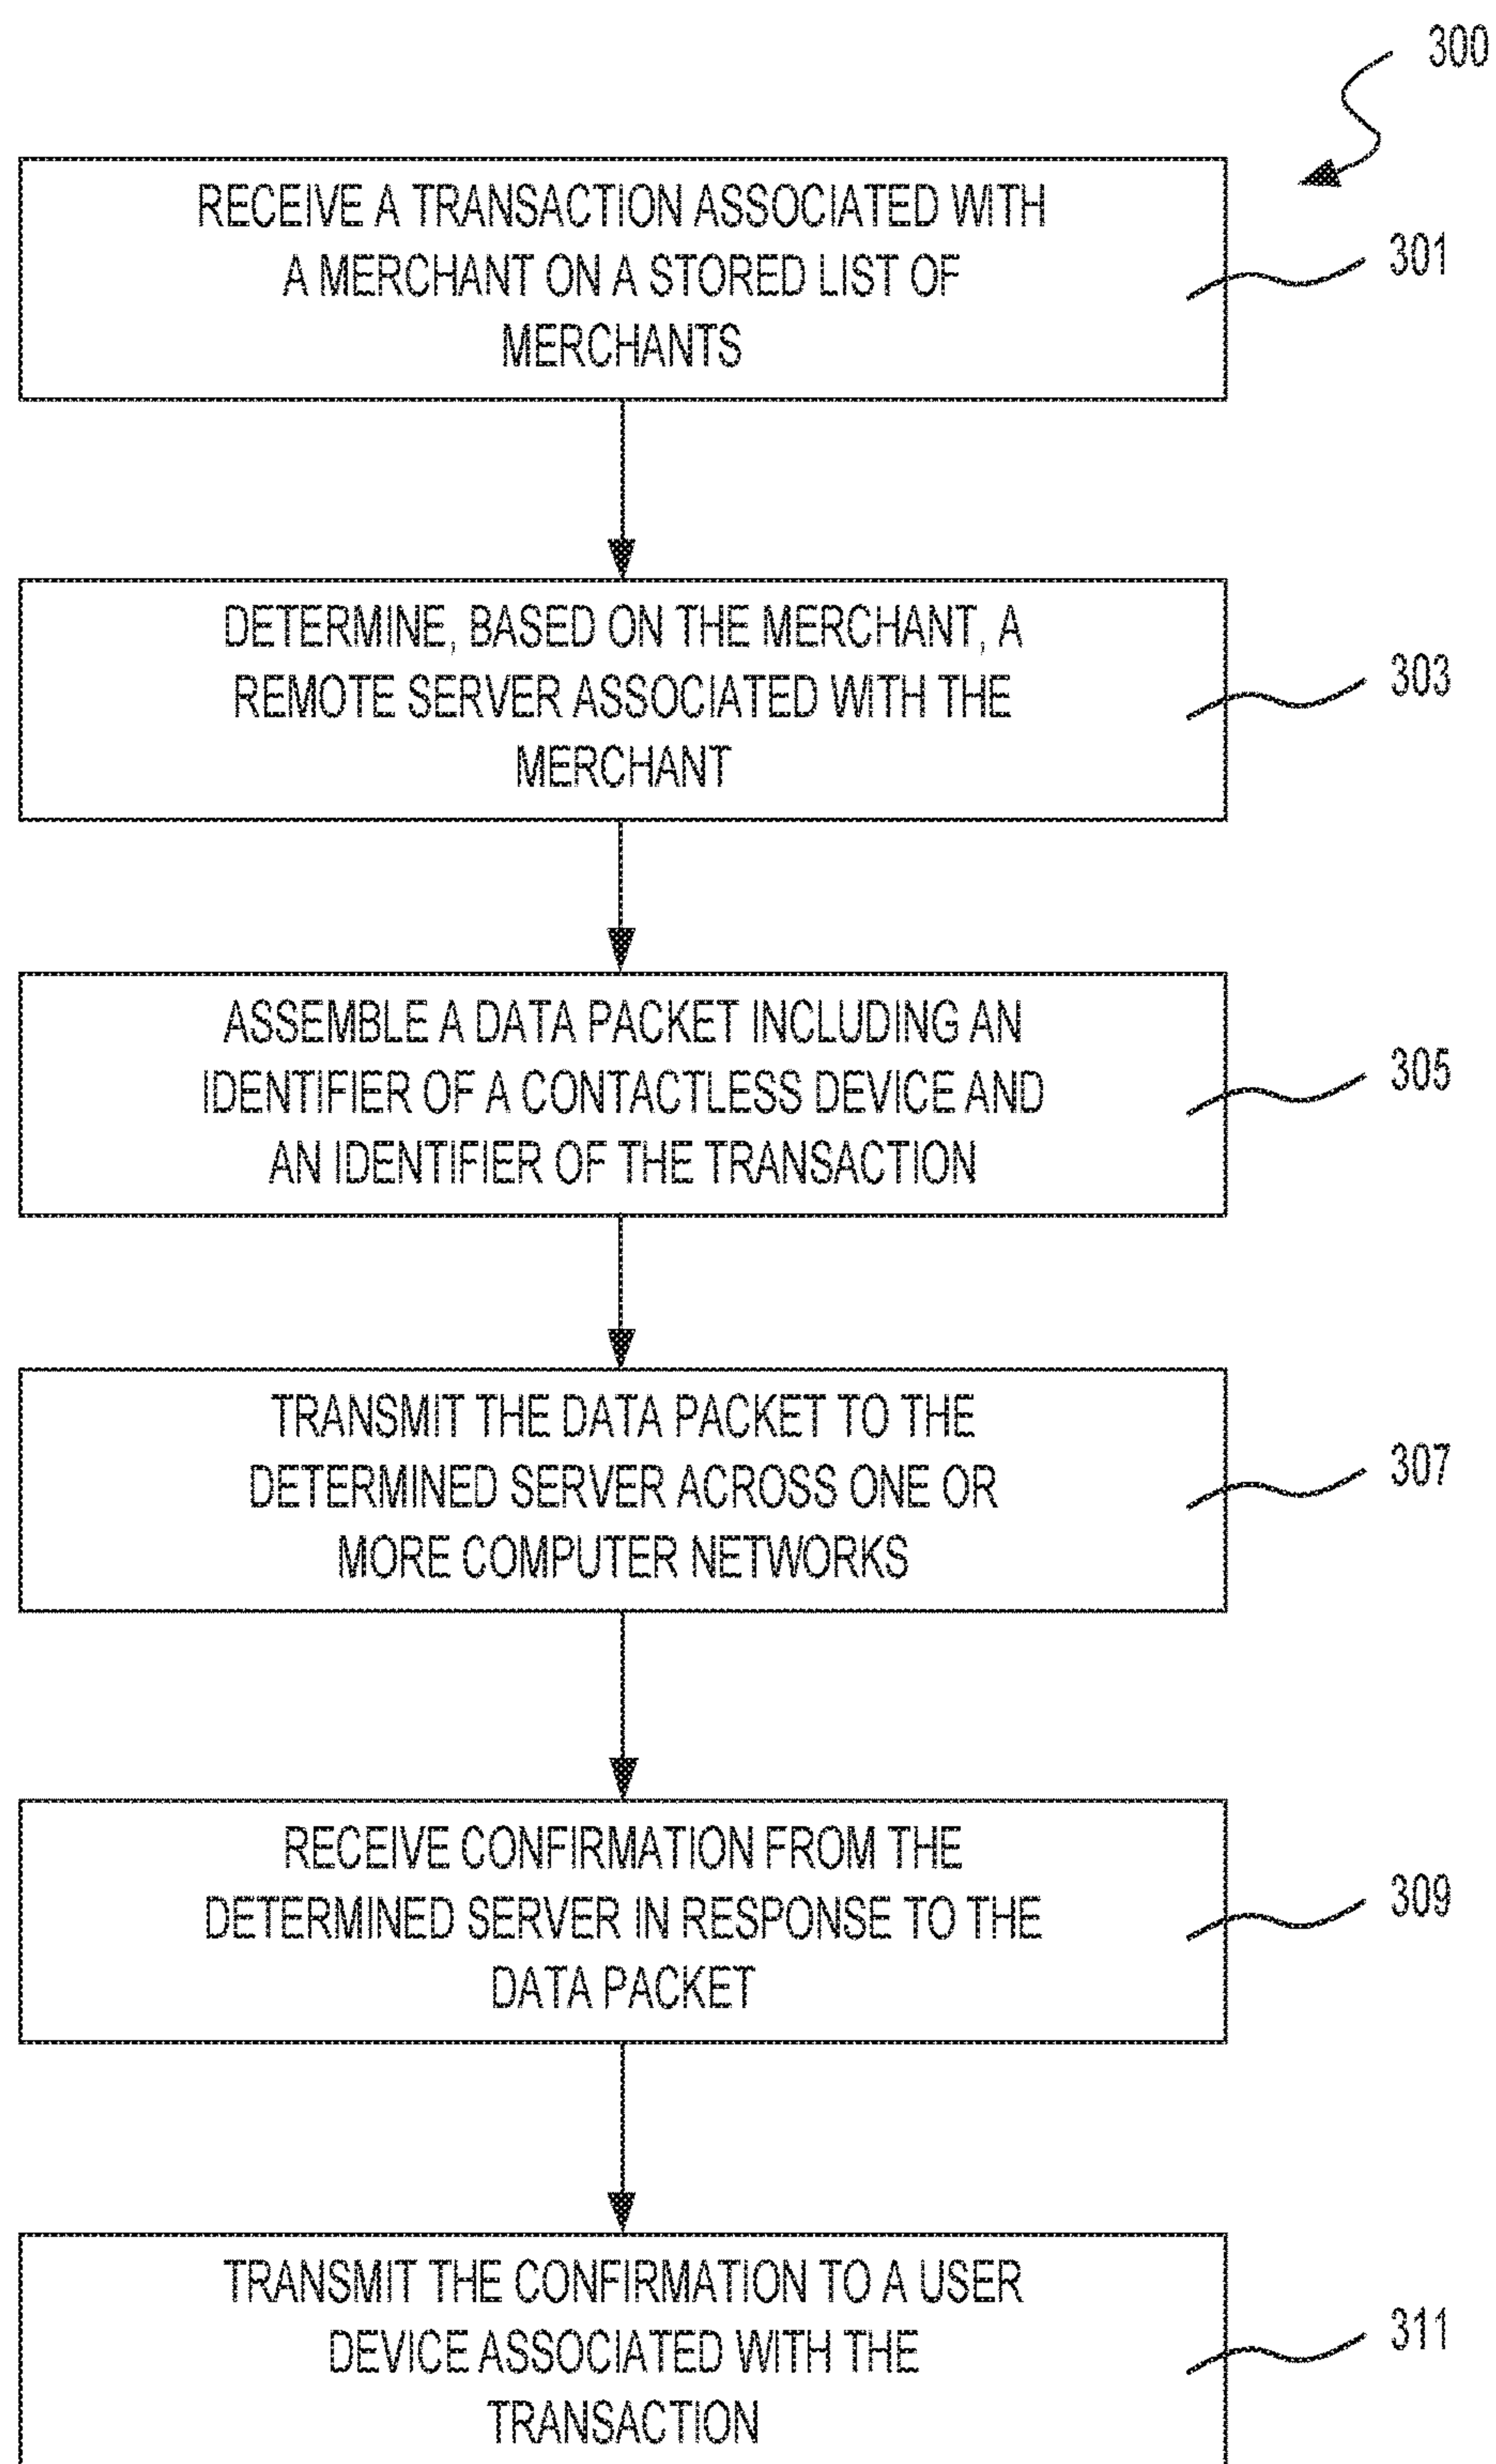 300
RECEIVE A TRANSACTION ASSOCIATED WITH
A MERCHANT ON A STORED LIST OF
MERCHANTS
301
DETERMINE, BASED ON THE MERCHANT, A
REMOTE SERVER ASSOCIATED WITH THE
MERCHANT
303
ASSEMBLE A DATA PACKET INCLUDING AN
IDENTIFIER OF A CONTACTLESS DEVICE AND
AN IDENTIFIER OF THE TRANSACTION
305
TRANSMIT THE DATA PACKET TO THE
DETERMINED SERVER ACROSS ONE OR
MORE COMPUTER NETWORKS
307
RECEIVE CONFIRMATION FROM THE
DETERMINED SERVER IN RESPONSE TO THE
DATA PACKET
309
TRANSMIT THE CONFIRMATION TO A USER
DEVICE ASSOCIATED WITH THE
TRANSACTION
311